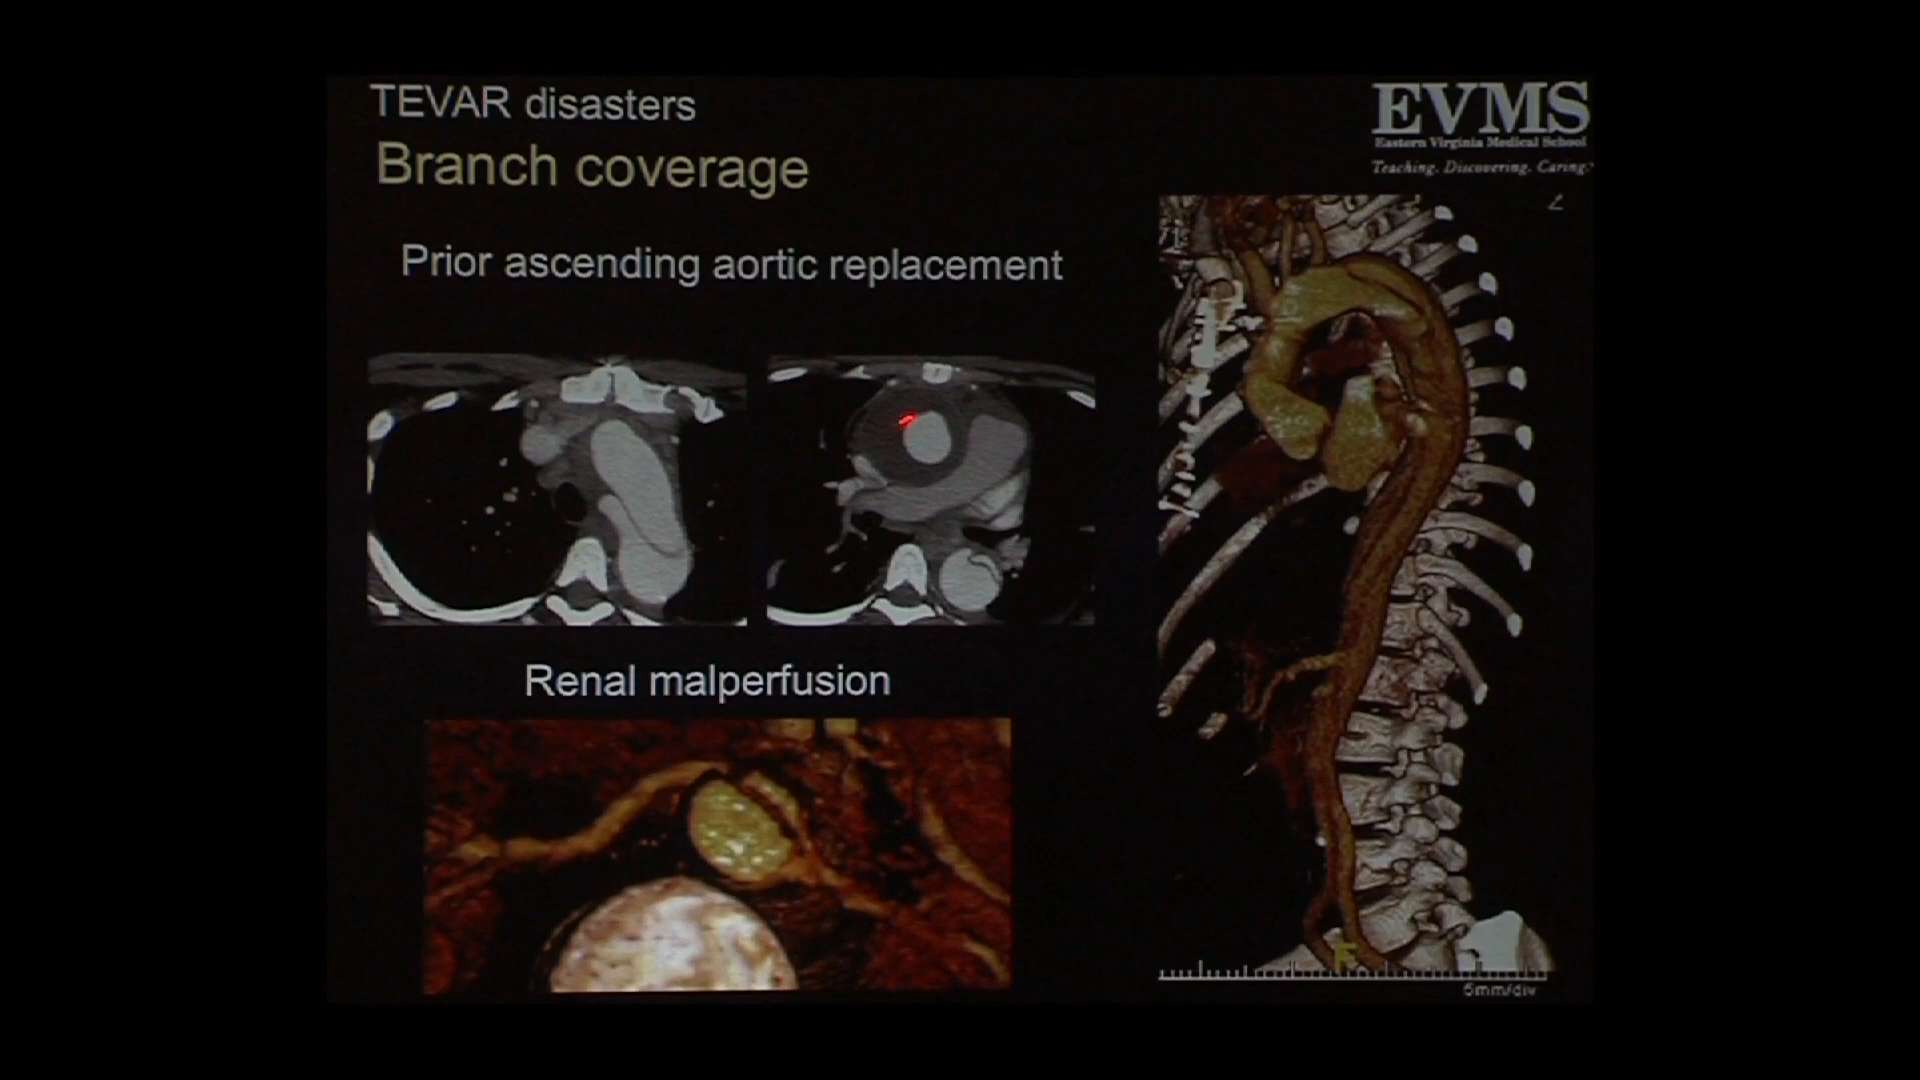 TEVAR disasters
Branch coverage
EVMS
Eastern Virginia Medical School
Teaching. Discovering. Caring.
Prior ascending aortic replacement
Renal malperfusion
5mm/div